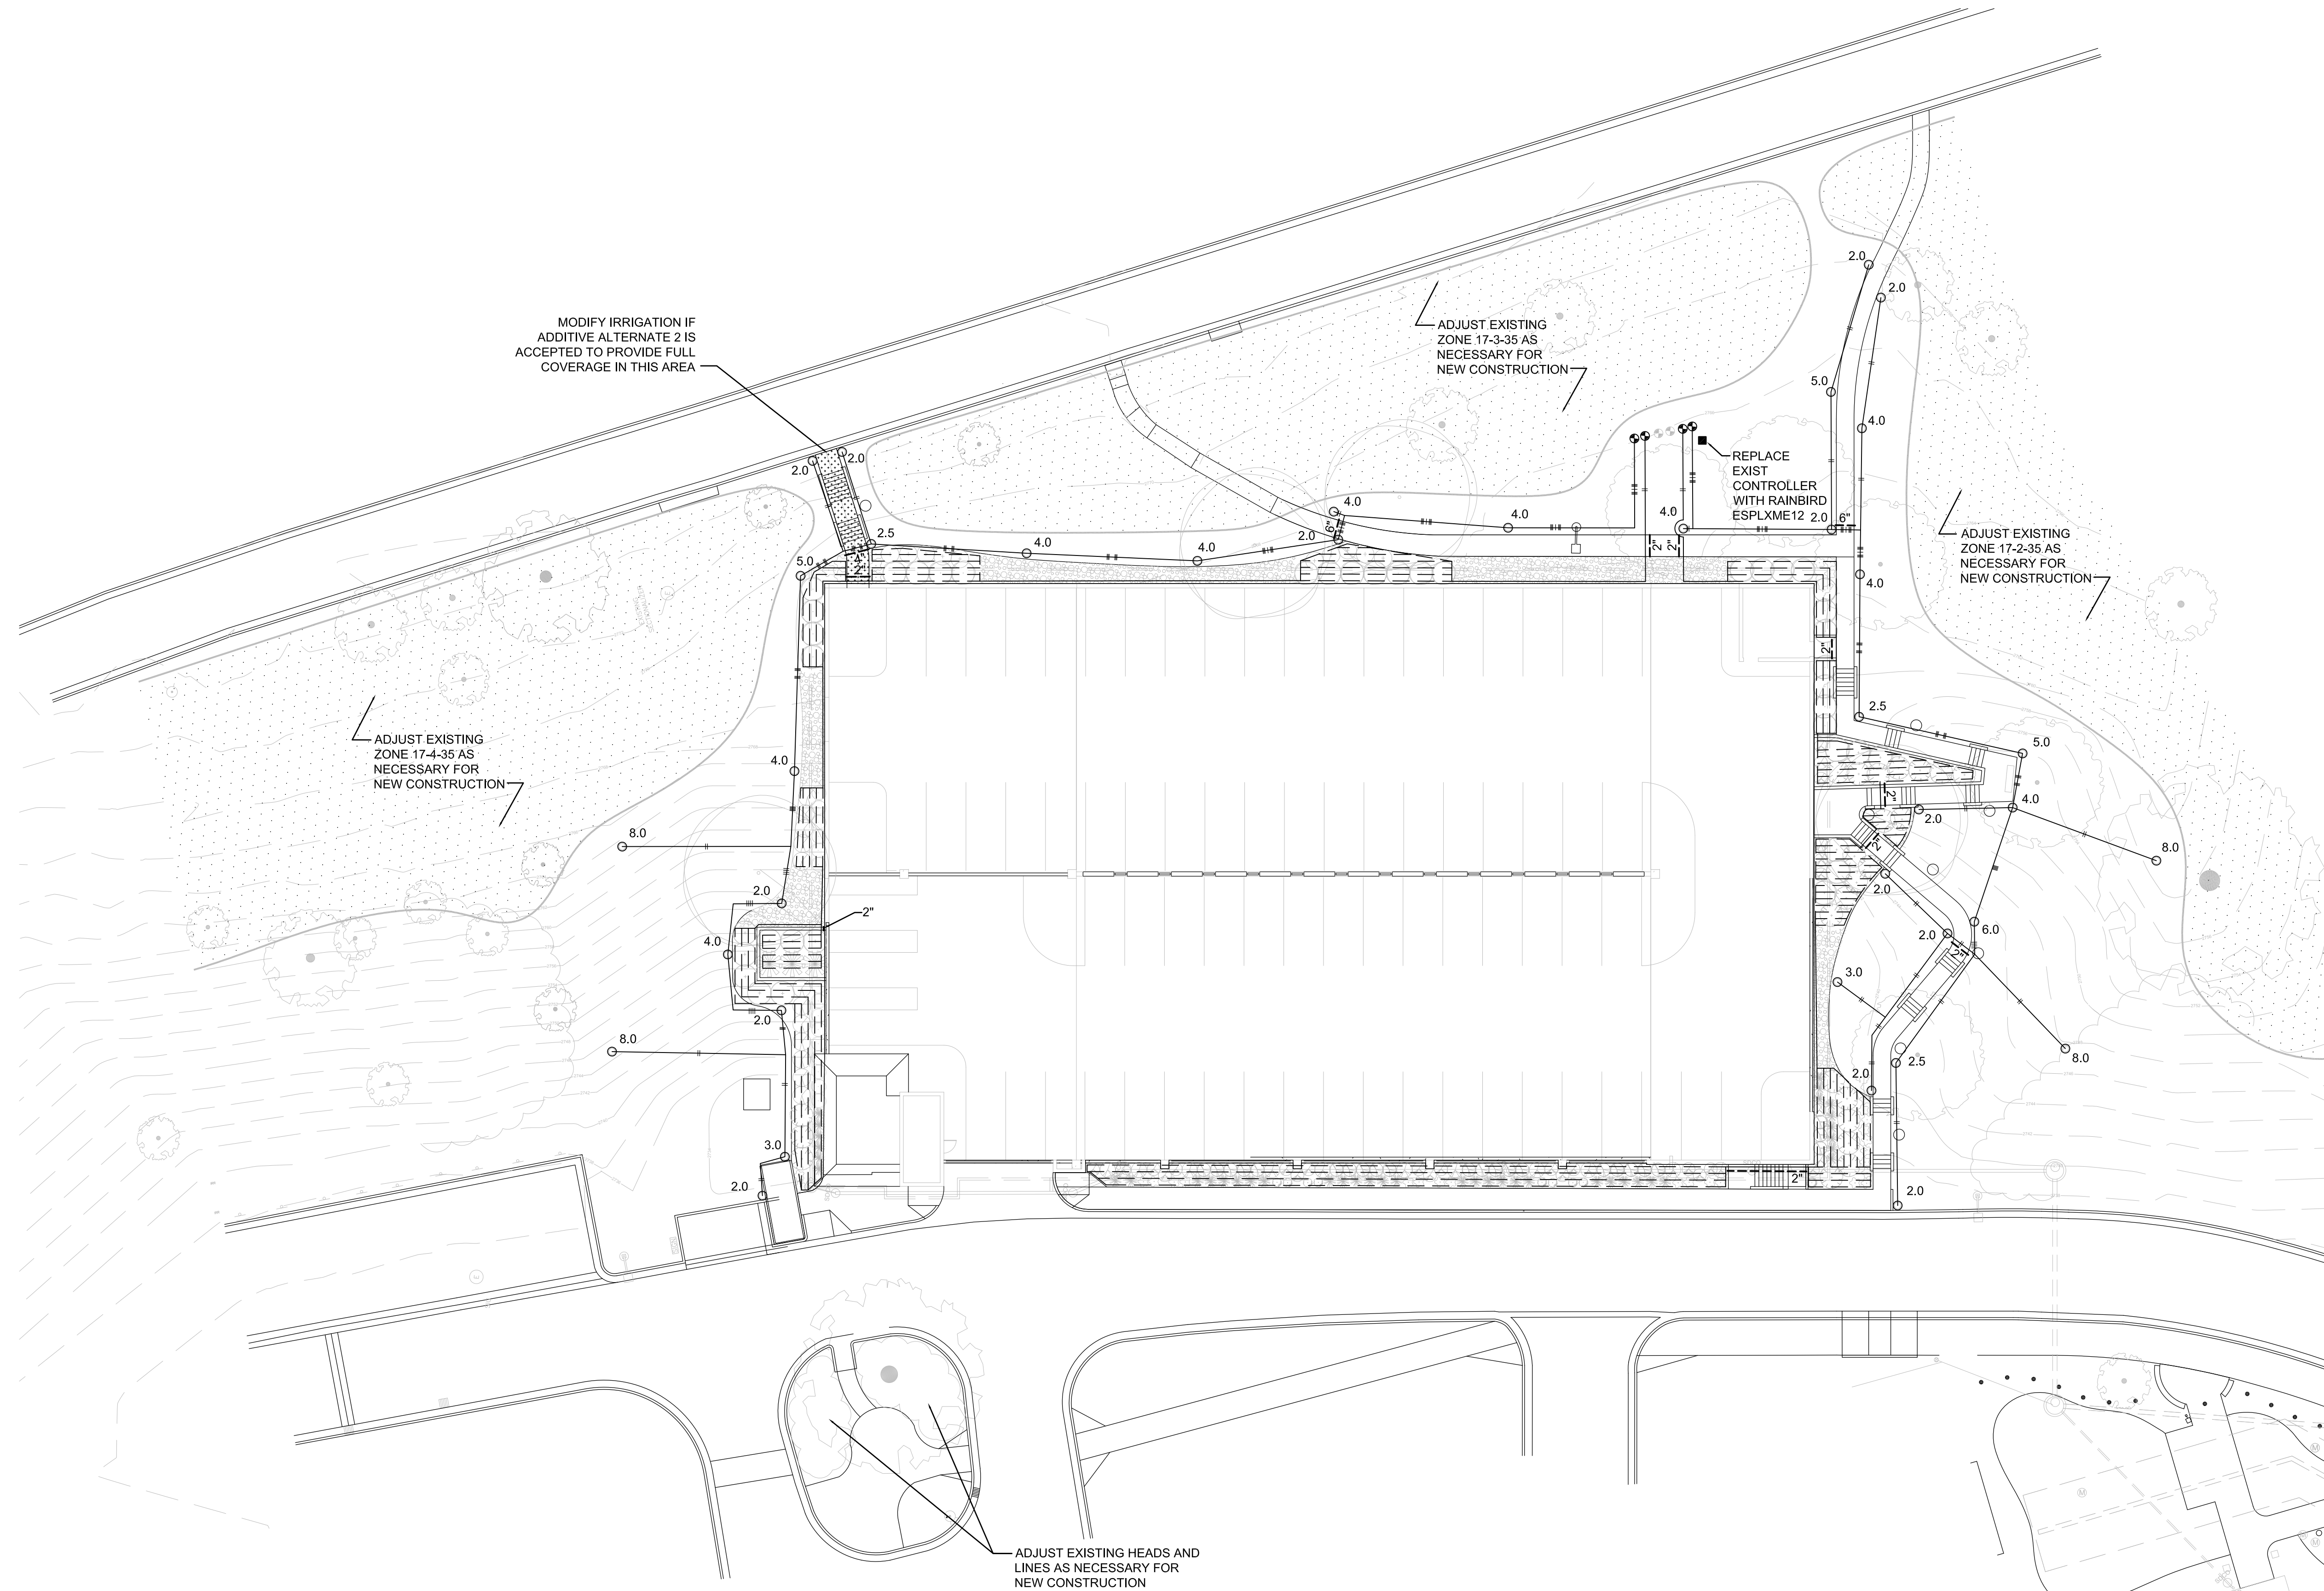 MODIFY IRRIGATION IF
ADDITIVE ALTERNATE 2 IS
ACCEPTED TO PROVIDE FULL
COVERAGE IN THIS AREA
ADJUST EXISTING
ZONE 17-3-35 AS
NECESSARY FOR
NEW CONSTRUCTION
2.0
2.0
5.0
4.0
REPLACE
EXIST
CONTROLLER
WITH RAINBIRD
ESPLXME12
2.0
6"
2.0
2.0
2.5
5.0
2"
4.0
4.0
2.0
6"
4.0
4.0
4.0
2"
2"
ADJUST EXISTING
ZONE 17-2-35 AS
NECESSARY FOR
NEW CONSTRUCTION
4.0
2"
2.5
5.0
4.0
2"
2.0
2"
8.0
2.0
6.0
2.0
2"
3.0
8.0
2.5
2.0
2.0
2"
ADJUST EXISTING
ZONE 17-4-35 AS
NECESSARY FOR
NEW CONSTRUCTION
4.0
8.0
2.0
2"
4.0
2.0
8.0
3.0
2.0
ADJUST EXISTING HEADS AND
LINES AS NECESSARY FOR
NEW CONSTRUCTION
E
M
M
M